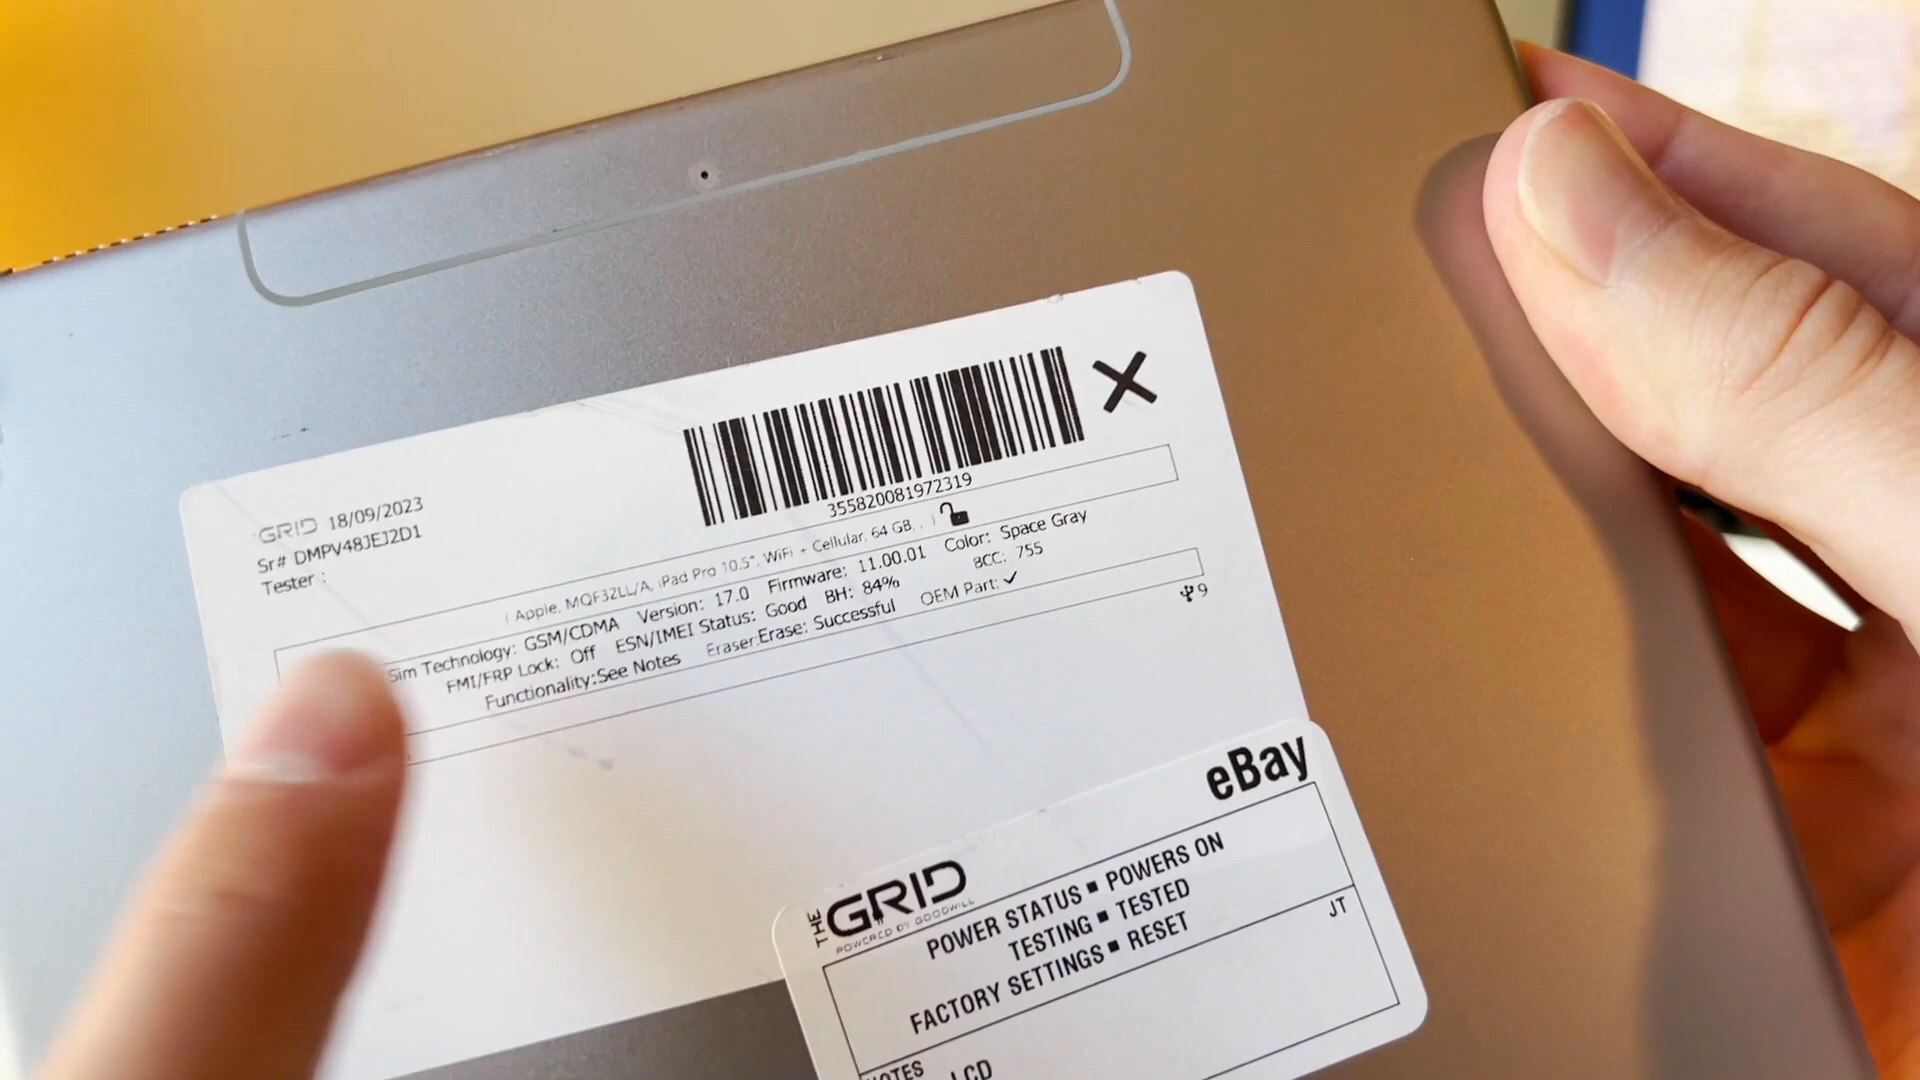 355820081972319
GRID 18/09/2023
Sr# DMPV48JEJ2D1
Tester :
( Apple, MQF32LL/A, iPad Pro 10.5", WiFi + Cellular, 64 GB, , )
Sim Technology: GSM/CDMA Version: 17.0 Firmware: 11.00.01 Color: Space Gray
FMI/FRP Lock: Off ESN/IMEI Status: Good BH: 84% BCC: 755
Functionality:See Notes Eraser:Erase: Successful OEM Part: ✓
9
eBay
THE GRID
POWERED BY GOODWILL
POWER STATUS ▪ POWERS ON
TESTING ▪ TESTED
FACTORY SETTINGS ▪ RESET
JT
NOTES
LCD